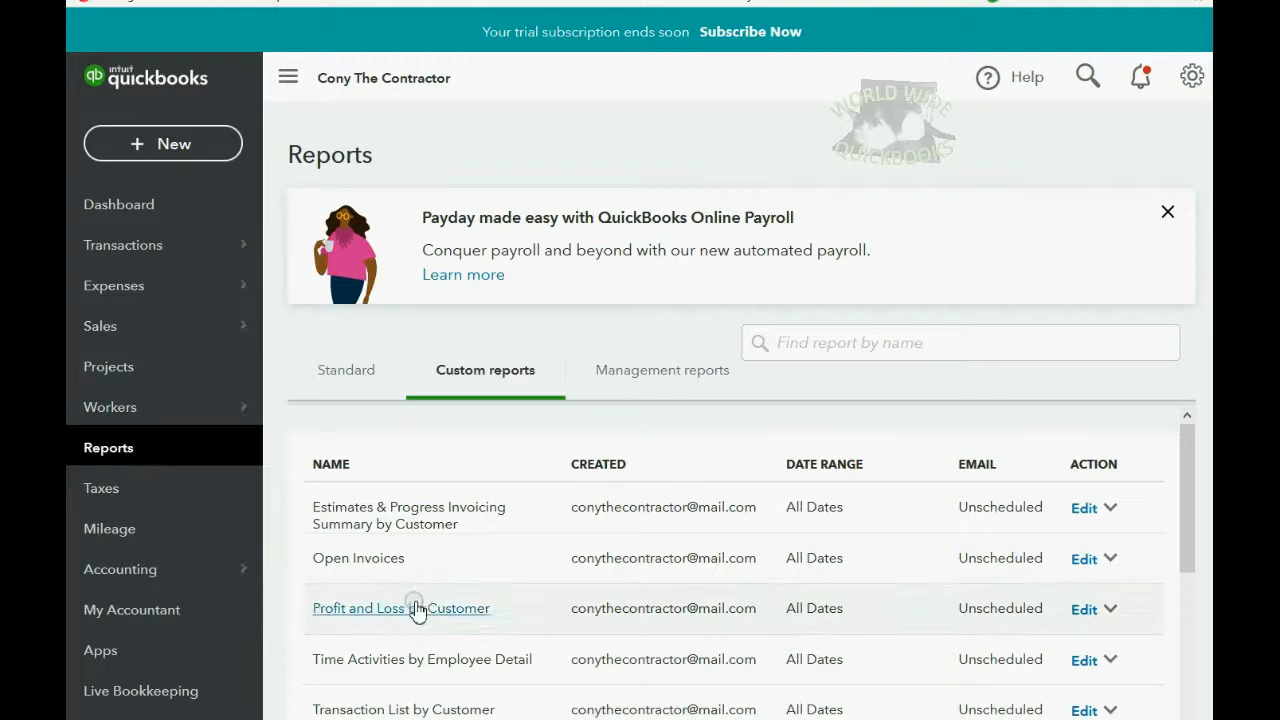 Your trial subscription ends soon Subscribe Now
intuit
quickbooks
Cony The Contractor
Help
WORLD WIDE
QUICKBOOKS
+ New
Reports
Dashboard
Transactions
Expenses
Sales
Projects
Workers
Reports
Taxes
Mileage
Accounting
My Accountant
Apps
Live Bookkeeping
Payday made easy with QuickBooks Online Payroll
Conquer payroll and beyond with our new automated payroll.
Learn more
Find report by name
Standard Custom reports Management reports
NAME CREATED DATE RANGE EMAIL ACTION
Estimates & Progress Invoicing conythecontractor@mail.com All Dates Unscheduled Edit
Summary by Customer
Open Invoices conythecontractor@mail.com All Dates Unscheduled Edit
Profit and Loss Customer conythecontractor@mail.com All Dates Unscheduled Edit
Time Activities by Employee Detail conythecontractor@mail.com All Dates Unscheduled Edit
Transaction List by Customer conythecontractor@mail.com All Dates Unscheduled Edit